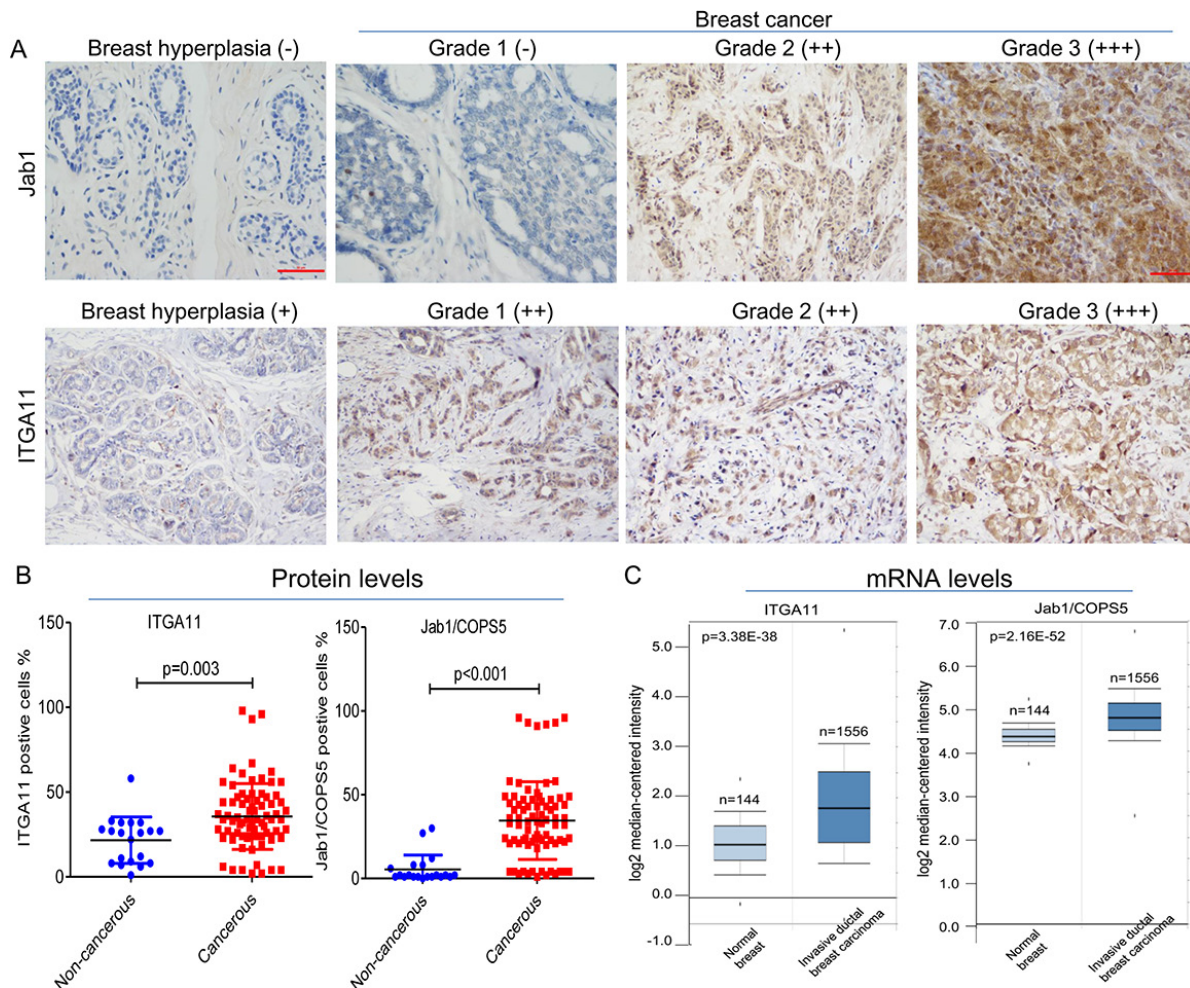 Breast cancer
A
Breast hyperplasia (-)
Grade 1 (-)
Grade 2 (++)
Grade 3 (+++)
Jab1
Breast hyperplasia (+)
Grade 1 (++)
Grade 2 (++)
Grade 3 (+++)
ITGA11
B
Protein levels
ITGA11
p=0.003
150
100
50
0
ITGA11 postive cells %
Non-cancerous
Cancerous
Jab1/COPS5
p<0.001
150
100
50
0
Jab1/COPS5 postive cells %
Non-cancerous
Cancerous
C
mRNA levels
ITGA11
p=3.38E-38
5.0
4.0
3.0
2.0
1.0
0.0
-1.0
log2 median-centered intensity
n=144
n=1556
Normal
breast
Invasive ductal
breast carcinoma
Jab1/COPS5
p=2.16E-52
7.0
6.0
5.0
4.0
3.0
2.0
1.0
0.0
log2 median-centered intensity
n=144
n=1556
Normal
breast
Invasive ductal
breast carcinoma